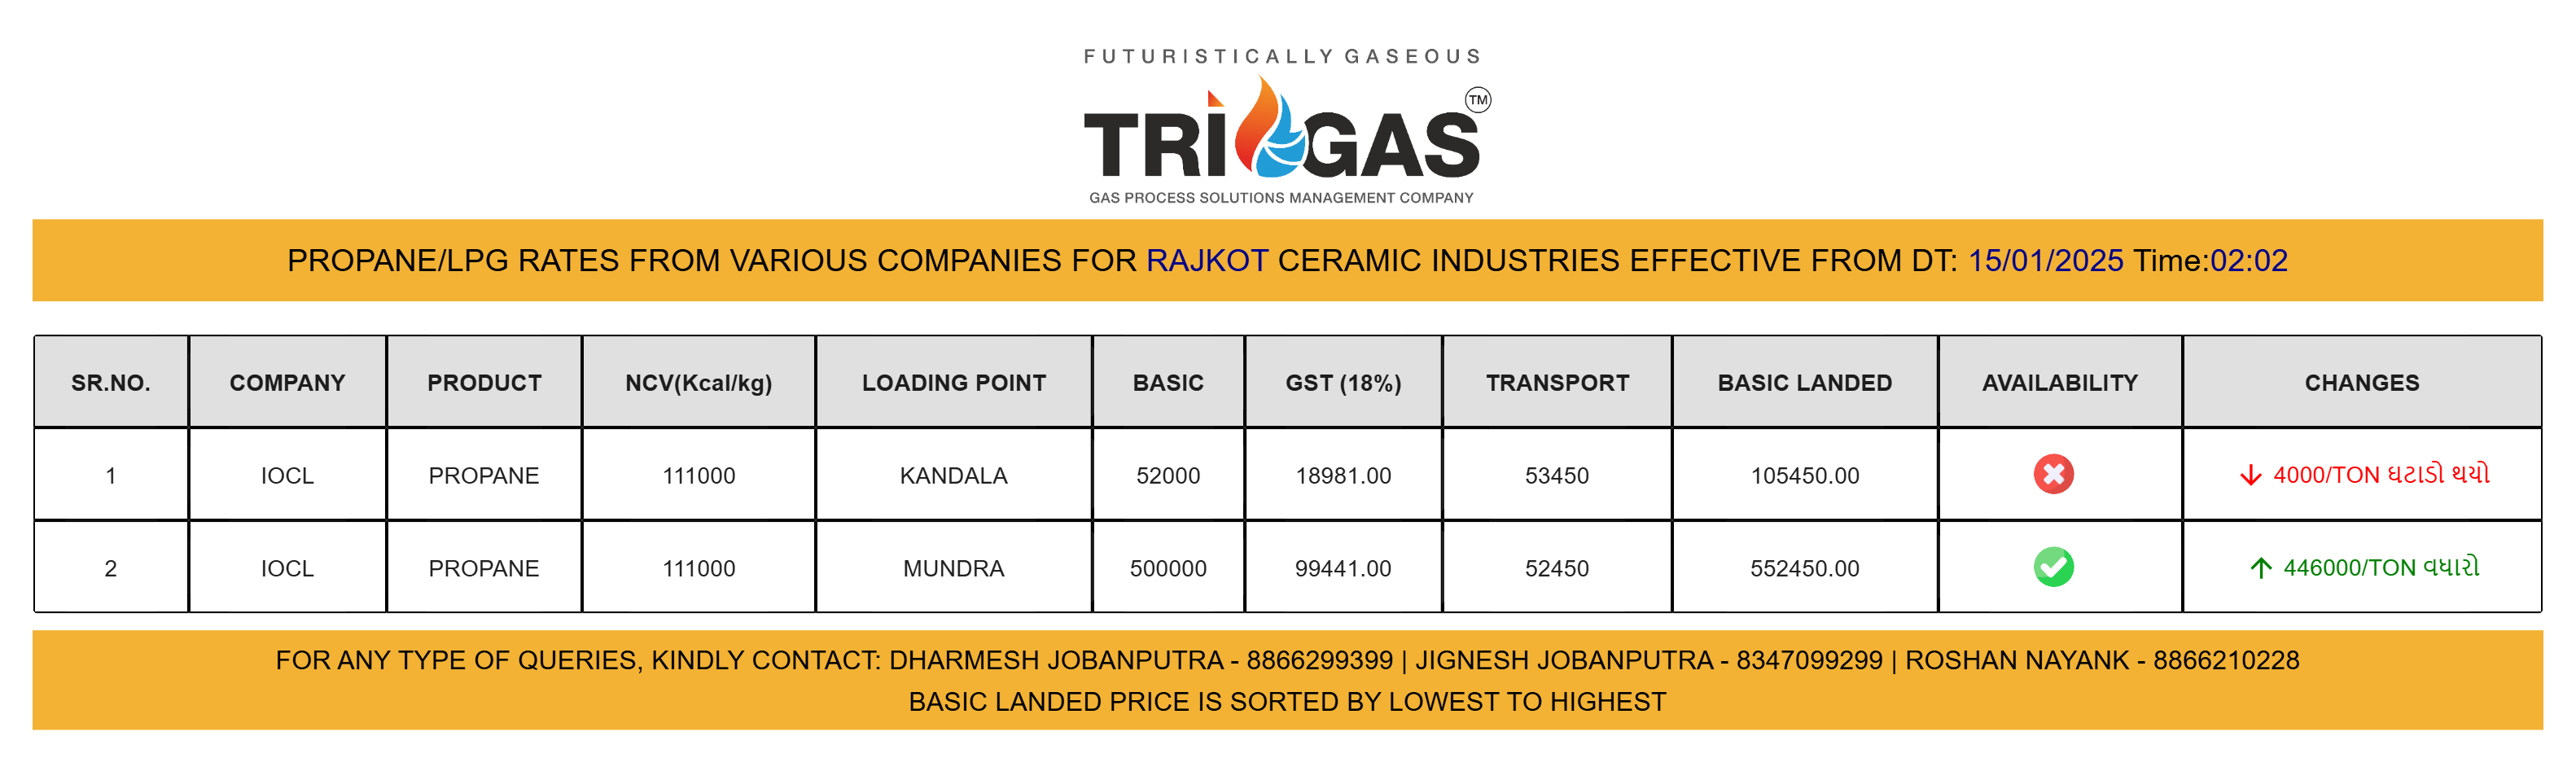 FUTURISTICALLY GASEOUS
TRIGAS TM
GAS PROCESS SOLUTIONS MANAGEMENT COMPANY
PROPANE/LPG RATES FROM VARIOUS COMPANIES FOR RAJKOT CERAMIC INDUSTRIES EFFECTIVE FROM DT: 15/01/2025 Time:02:02
SR.NO. COMPANY PRODUCT NCV(Kcal/kg) LOADING POINT BASIC GST (18%) TRANSPORT BASIC LANDED AVAILABILITY CHANGES
1 IOCL PROPANE 111000 KANDALA 52000 18981.00 53450 105450.00 ↓ 4000/TON ઘટાડો થયો
2 IOCL PROPANE 111000 MUNDRA 500000 99441.00 52450 552450.00 ↑ 446000/TON વધારો
FOR ANY TYPE OF QUERIES, KINDLY CONTACT: DHARMESH JOBANPUTRA - 8866299399 | JIGNESH JOBANPUTRA - 8347099299 | ROSHAN NAYANK - 8866210228
BASIC LANDED PRICE IS SORTED BY LOWEST TO HIGHEST